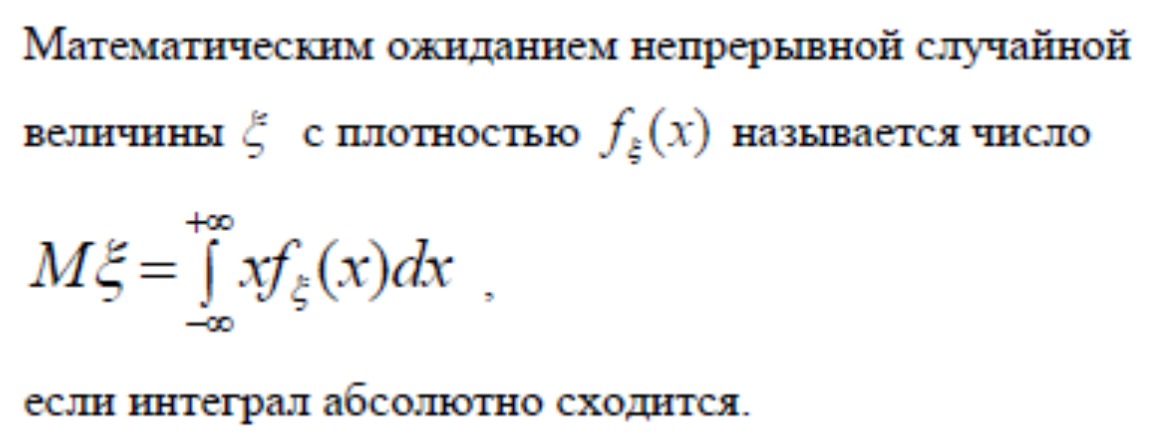 Математическим ожиданием непрерывной случайной
величины ξ с плотностью f_ξ(x) называется число
Mξ = ∫_{−∞}^{+∞} x f_ξ(x)dx ,
если интеграл абсолютно сходится.